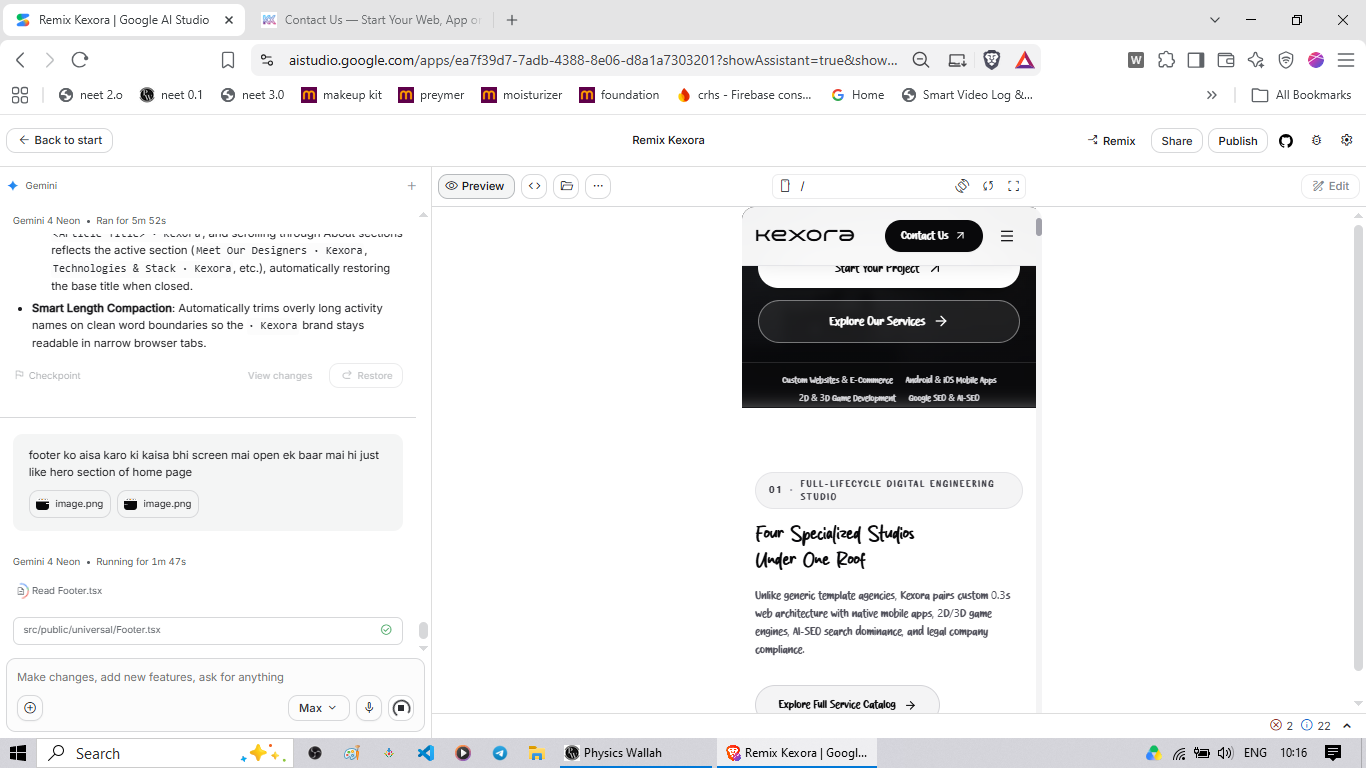 Remix Kexora | Google AI Studio
Contact Us — Start Your Web, App or
aistudio.google.com/apps/ea7f39d7-7adb-4388-8e06-d8a1a7303201?showAssistant=true&show...
neet 2.o
neet 0.1
neet 3.0
makeup kit
preymer
moisturizer
foundation
crhs - Firebase cons...
Home
Smart Video Log &...
All Bookmarks
Back to start
Remix Kexora
Remix
Share
Publish
Gemini
Preview
/
Edit
Gemini 4 Neon • Ran for 5m 52s
<Article Title> · Kexora, and scrolling through About sections
reflects the active section (Meet Our Designers · Kexora,
Technologies & Stack · Kexora, etc.), automatically restoring
the base title when closed.
• Smart Length Compaction: Automatically trims overly long activity
names on clean word boundaries so the · Kexora brand stays
readable in narrow browser tabs.
Checkpoint
View changes
Restore
footer ko aisa karo ki kaisa bhi screen mai open ek baar mai hi just
like hero section of home page
image.png
image.png
Gemini 4 Neon • Running for 1m 47s
Read Footer.tsx
src/public/universal/Footer.tsx
Make changes, add new features, ask for anything
Max
kexora
Contact Us
Start Your Project
Explore Our Services
Custom Websites & E-Commerce Android & iOS Mobile Apps
2D & 3D Game Development Google SEO & AI-SEO
01 · FULL-LIFECYCLE DIGITAL ENGINEERING
STUDIO
Four Specialized Studios
Under One Roof
Unlike generic template agencies, Kexora pairs custom 0.3s
web architecture with native mobile apps, 2D/3D game
engines, AI-SEO search dominance, and legal company
compliance.
Explore Full Service Catalog
2
22
Search
Physics Wallah
Remix Kexora | Googl...
ENG
10:16